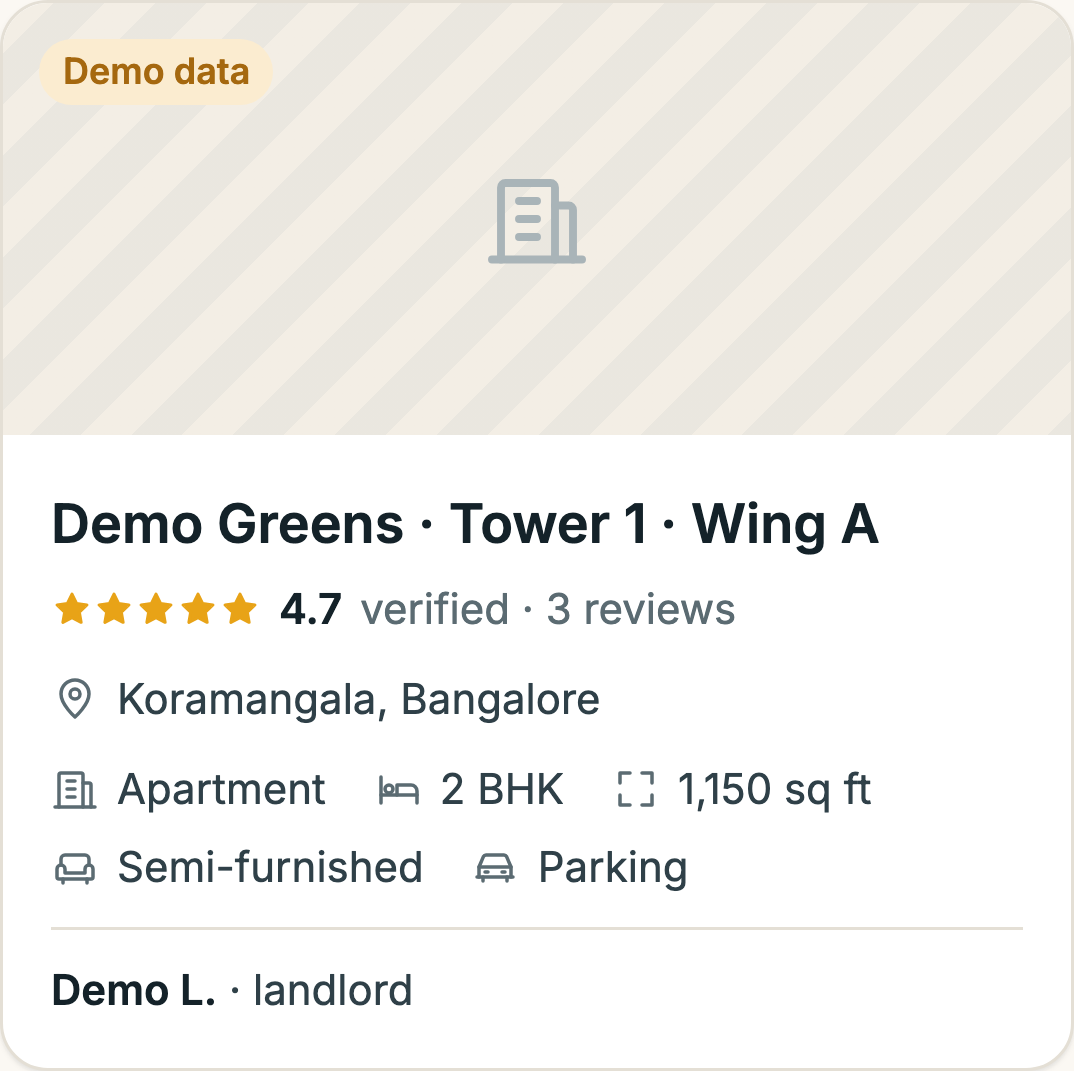 Demo data
Demo Greens · Tower 1 · Wing A
4.7 verified · 3 reviews
Koramangala, Bangalore
Apartment 2 BHK 1,150 sq ft
Semi-furnished Parking
Demo L. · landlord